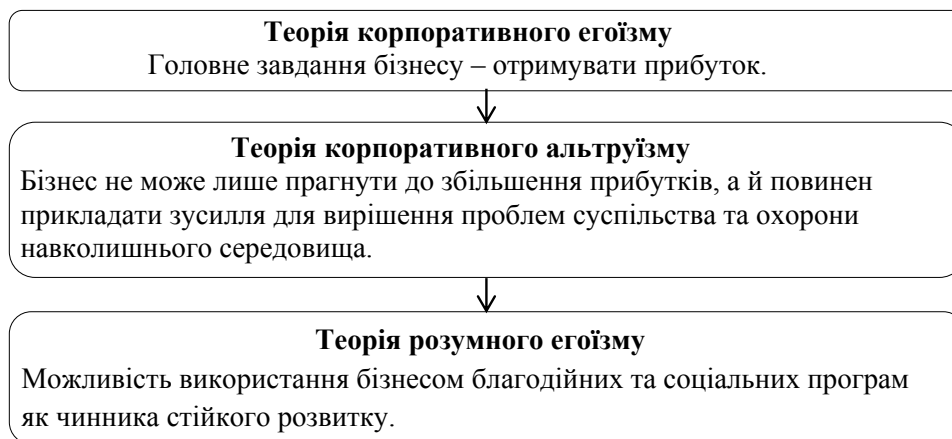 Теорія корпоративного егоїзму
Головне завдання бізнесу – отримувати прибуток.
Теорія корпоративного альтруїзму
Бізнес не може лише прагнути до збільшення прибутків, а й повинен
прикладати зусилля для вирішення проблем суспільства та охорони
навколишнього середовища.
Теорія розумного егоїзму
Можливість використання бізнесом благодійних та соціальних програм
як чинника стійкого розвитку.